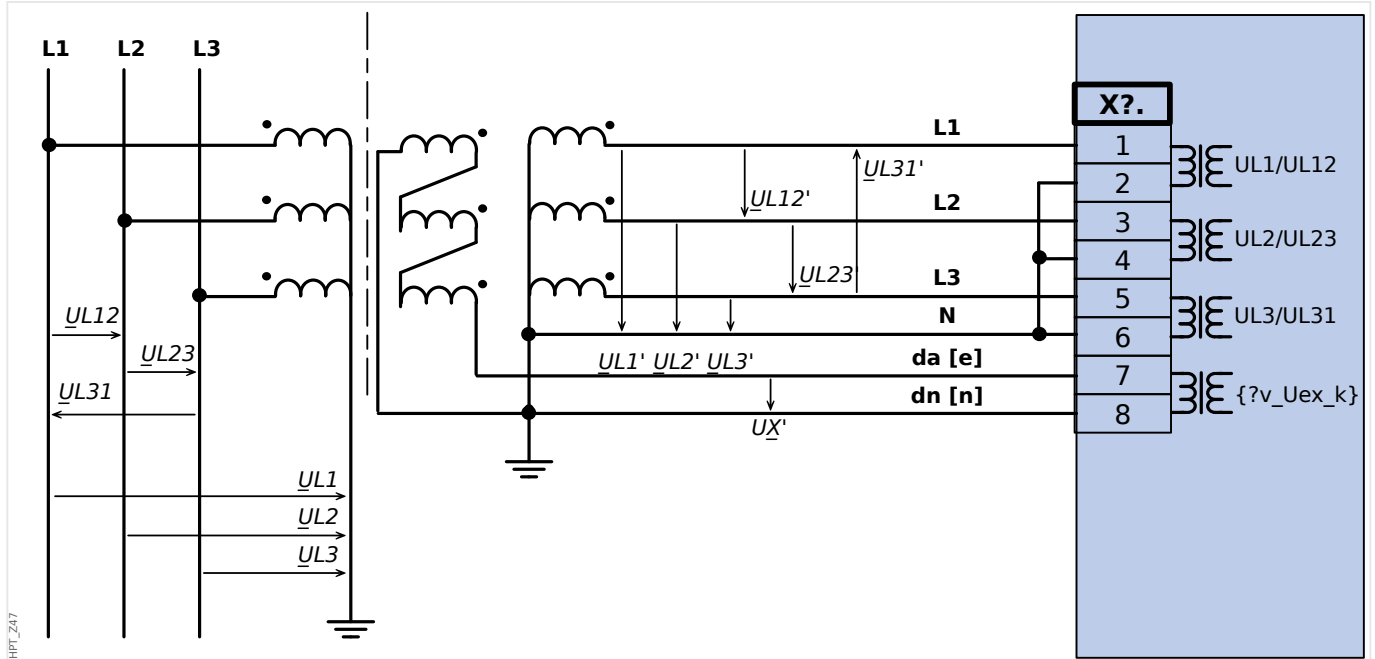 L1 L2 L3
X?.
L1
1
UL1/UL12
UL31'
2
UL12'
L2
3
UL2/UL23
4
UL23'
L3
5
UL3/UL31
N
6
UL12
UL23
UL1' UL2' UL3'
da [e]
7
{?v_Uex_k}
UL31
dn [n]
8
UX'
UL1
UL2
UL3
HPT_Z47